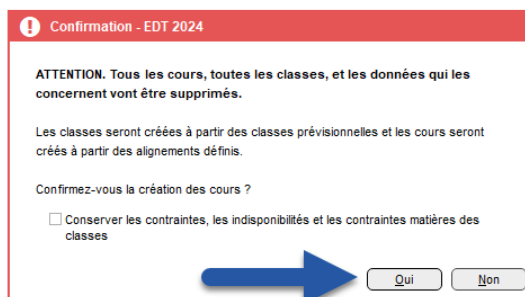 Confirmation - EDT 2024
ATTENTION. Tous les cours, toutes les classes, et les données qui les
concernent vont être supprimés.
Les classes seront créées à partir des classes prévisionnelles et les cours seront
créés à partir des alignements définis.
Confirmez-vous la création des cours ?
Conserver les contraintes, les indisponibilités et les contraintes matières des
classes
Oui Non